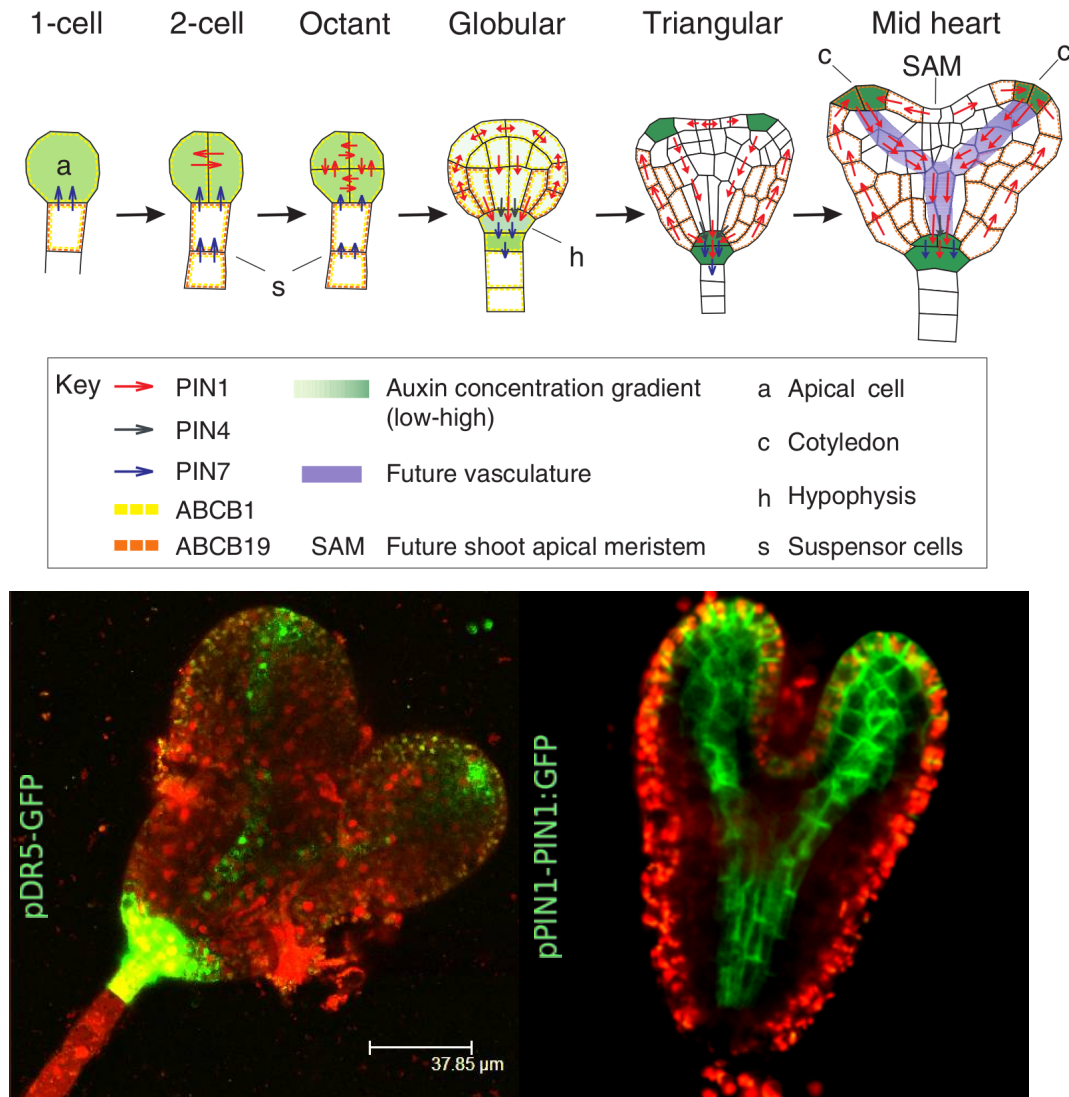 1-cell 2-cell Octant Globular Triangular Mid heart
c SAM c
a
s
h
Key PIN1 Auxin concentration gradient a Apical cell
(low-high)
PIN4 c Cotyledon
PIN7 Future vasculature h Hypophysis
ABCB1
ABCB19 SAM Future shoot apical meristem s Suspensor cells
pDR5-GFP
37.85 µm
pPIN1-PIN1:GFP